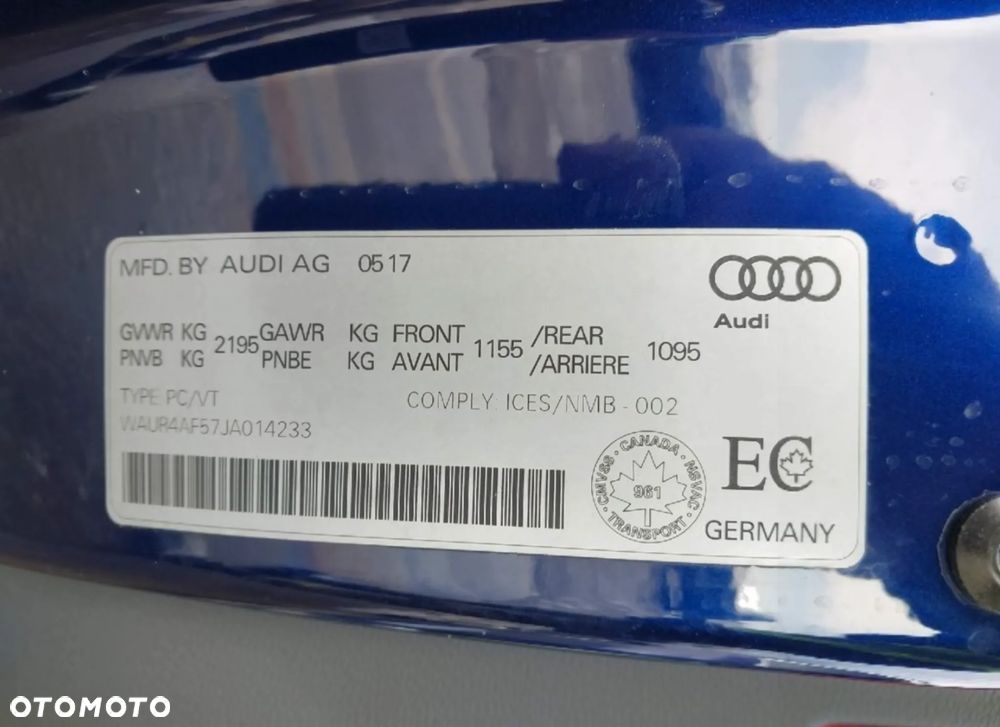 MFD. BY AUDI AG 0517
Audi
GVWR KG 2195 GAWR KG FRONT 1155 /REAR 1095
PNVB KG PNBE KG AVANT /ARRIERE
TYPE: PC/VT COMPLY: ICES/NMB - 002
WAUR4AF57JA014233
CMVSS · CANADA · NSVAC · TRANSPORT ·
961
EC
GERMANY
OTOMOTO